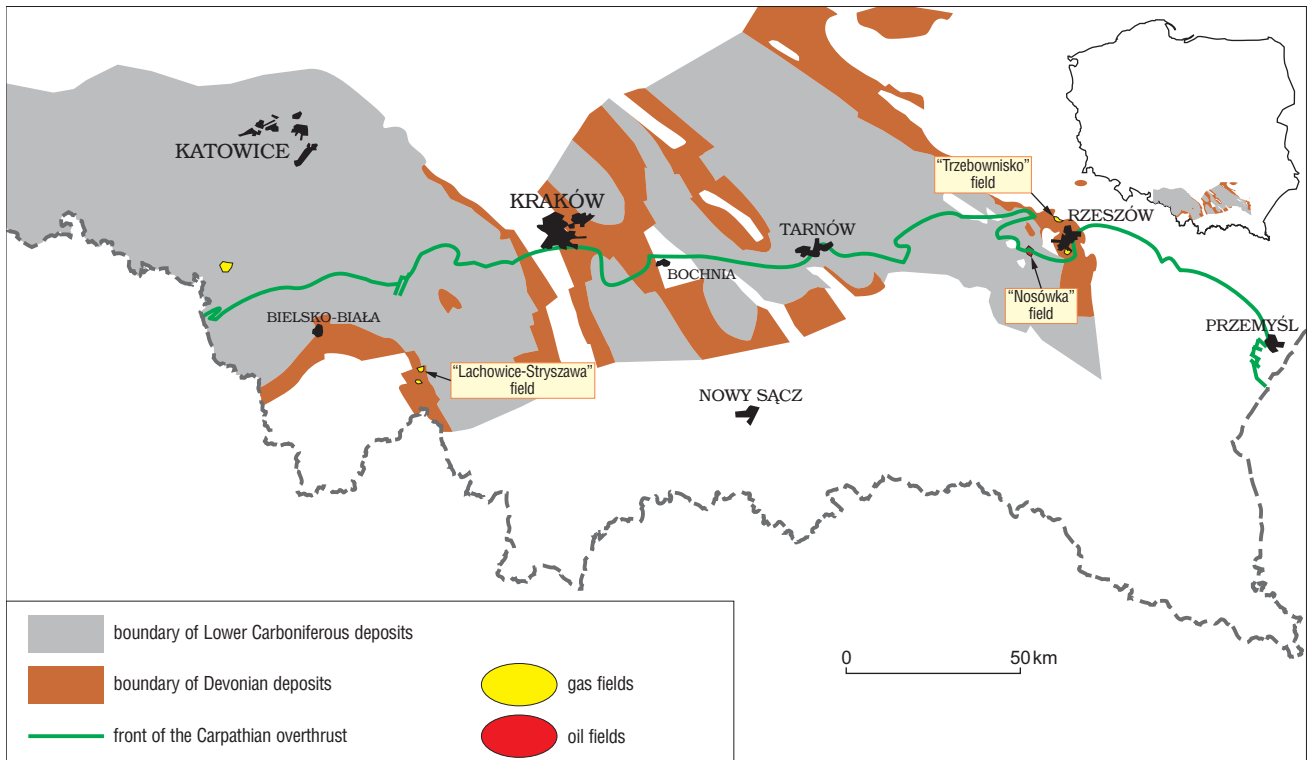 KATOWICE
KRAKÓW
"Trzebownisko"
field
RZESZÓW
TARNÓW
BOCHNIA
"Nosówka"
field
BIELSKO-BIAŁA
PRZEMYŚL
"Lachowice-Stryszawa"
field
NOWY SĄCZ
boundary of Lower Carboniferous deposits
boundary of Devonian deposits
front of the Carpathian overthrust
gas fields
oil fields
0 50 km